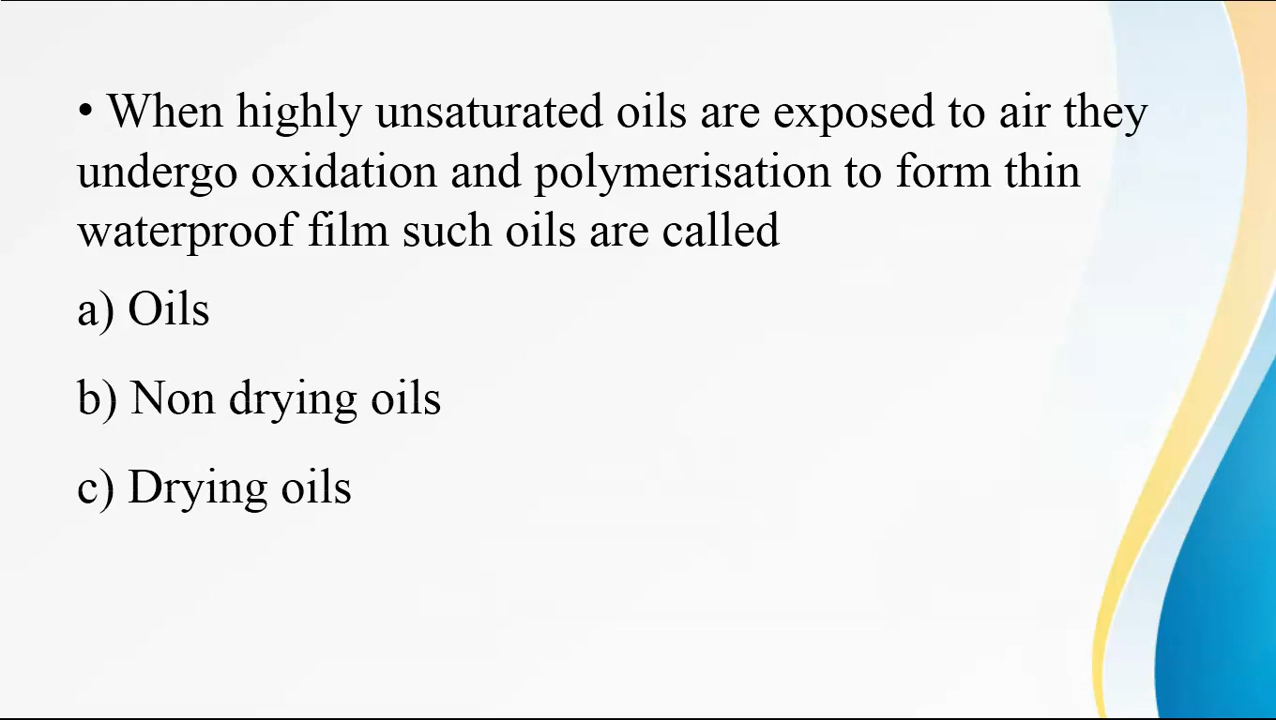 • When highly unsaturated oils are exposed to air they
undergo oxidation and polymerisation to form thin
waterproof film such oils are called
a) Oils
b) Non drying oils
c) Drying oils